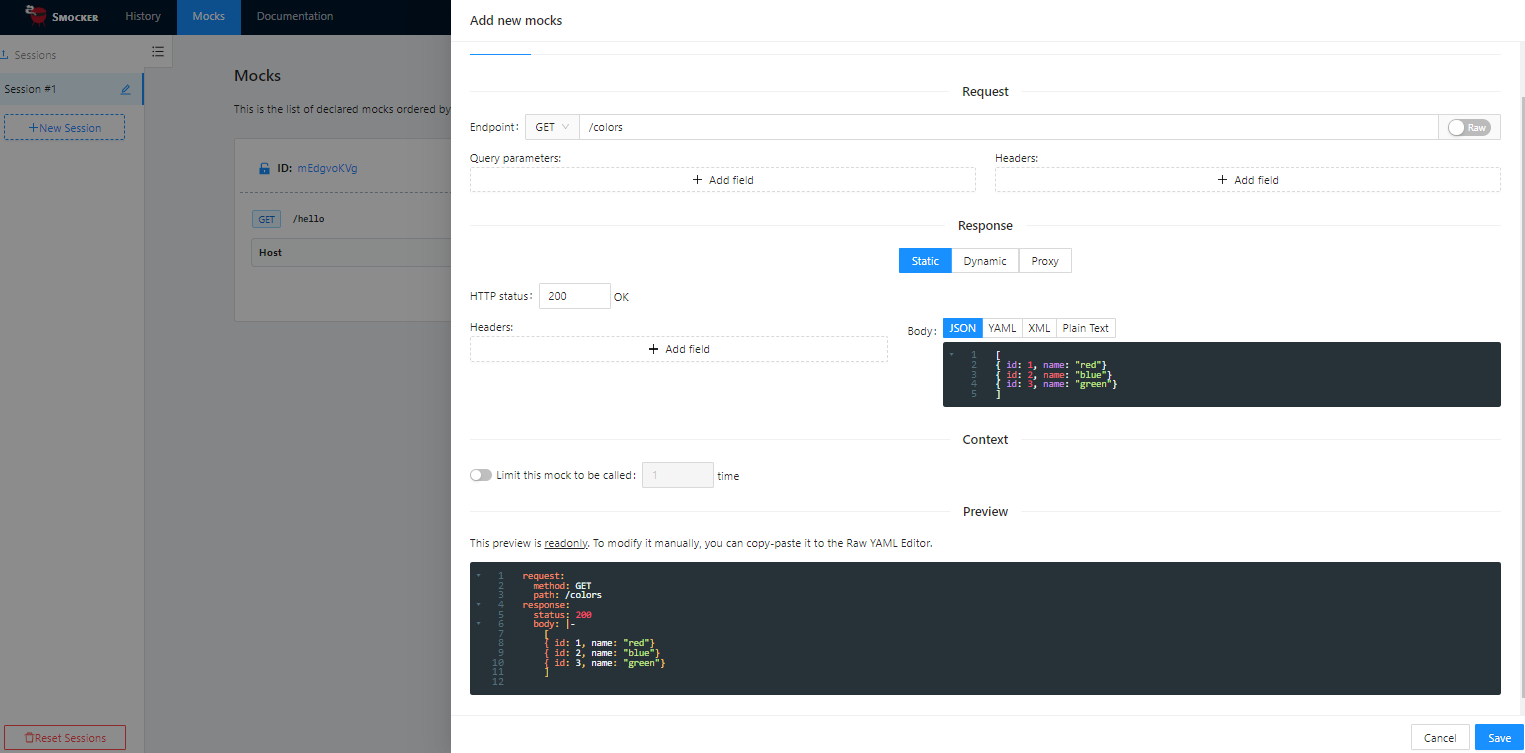 SMOCKER History Mocks Documentation
Sessions
Session #1
+New Session
Reset Sessions
Mocks
This is the list of declared mocks ordered by
ID: mEdgvoKVg
GET /hello
Host
Add new mocks
Request
Endpoint: GET /colors Raw
Query parameters: Headers:
+ Add field + Add field
Response
Static Dynamic Proxy
HTTP status: 200 OK
Headers:
+ Add field
Body: JSON YAML XML Plain Text
1 [
2 { id: 1, name: "red"}
3 { id: 2, name: "blue"}
4 { id: 3, name: "green"}
5 ]
Context
Limit this mock to be called: 1 time
Preview
This preview is readonly. To modify it manually, you can copy-paste it to the Raw YAML Editor.
1 request:
2 method: GET
3 path: /colors
4 response:
5 status: 200
6 body: |-
7 [
8 { id: 1, name: "red"}
9 { id: 2, name: "blue"}
10 { id: 3, name: "green"}
11 ]
12
Cancel Save